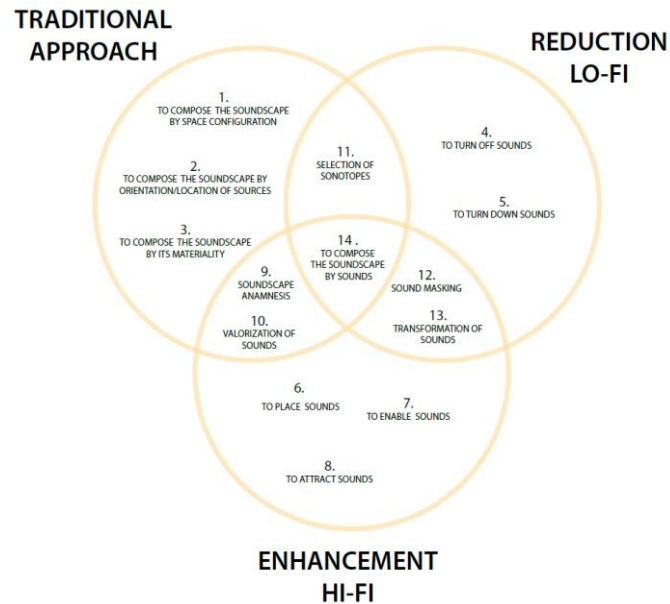 TRADITIONAL
APPROACH
REDUCTION
LO-FI
1.
TO COMPOSE THE SOUNDSCAPE
BY SPACE CONFIGURATION
2.
TO COMPOSE THE SOUNDSCAPE BY
ORIENTATION/LOCATION OF SOURCES
3.
TO COMPOSE THE SOUNDSCAPE
BY ITS MATERIALITY
11.
SELECTION OF
SONOTOPES
4.
TO TURN OFF SOUNDS
5.
TO TURN DOWN SOUNDS
14 .
TO COMPOSE
THE SOUNDSCAPE
BY SOUNDS
9.
SOUNDSCAPE
ANAMNESIS
10.
VALORIZATION OF
SOUNDS
12.
SOUND MASKING
13.
TRANSFORMATION OF
SOUNDS
6.
TO PLACE SOUNDS
7.
TO ENABLE SOUNDS
8.
TO ATTRACT SOUNDS
ENHANCEMENT
HI-FI